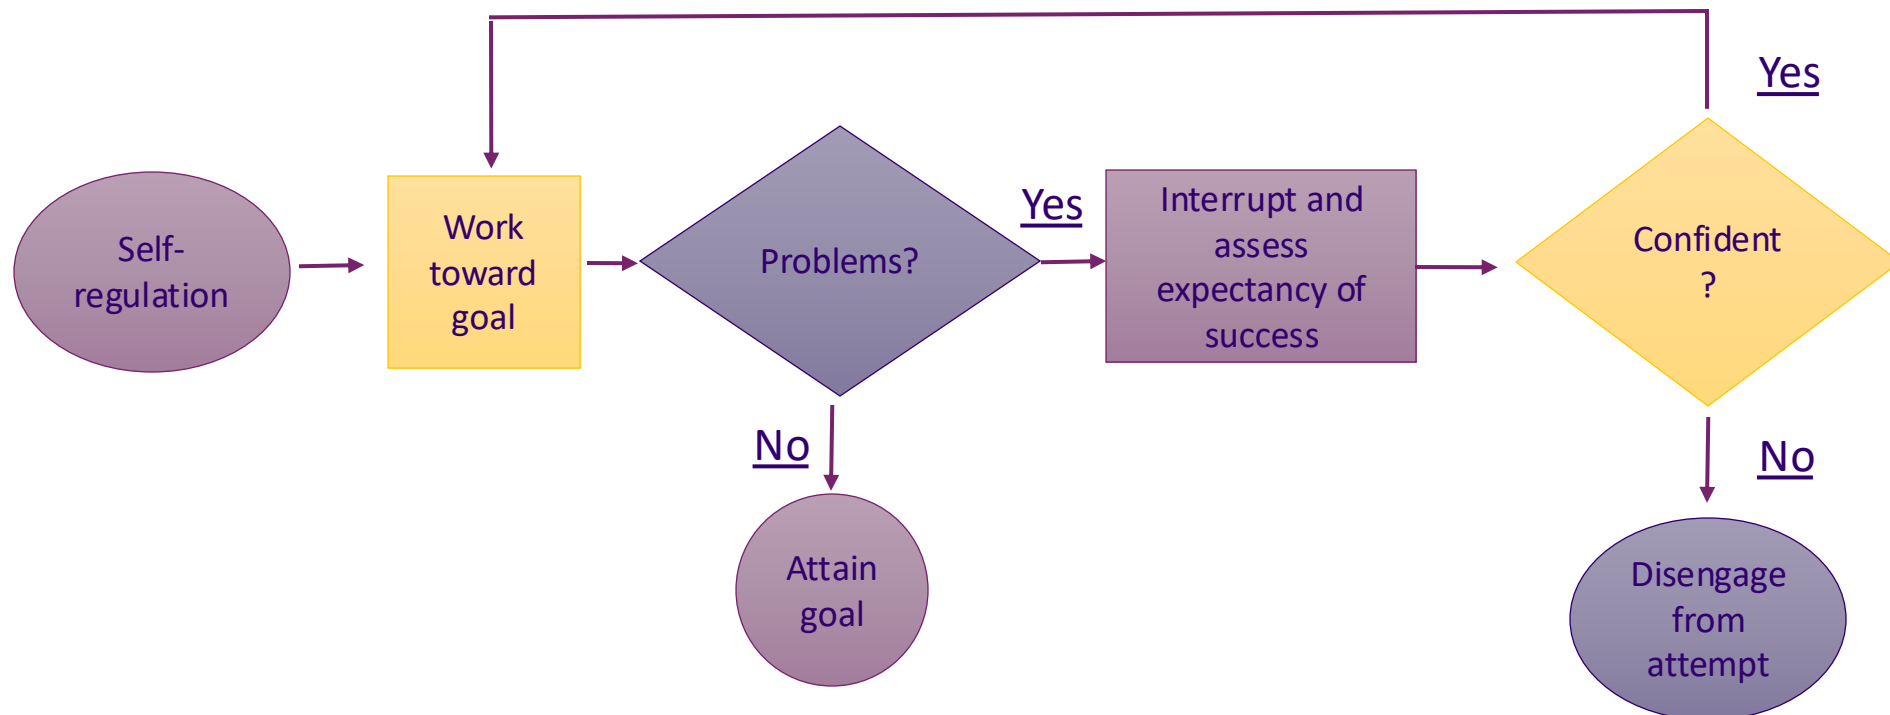 Self-
regulation
Work
toward
goal
Problems?
Yes
Interrupt and
assess
expectancy of
success
Confident
?
Yes
No
Attain
goal
No
Disengage
from
attempt